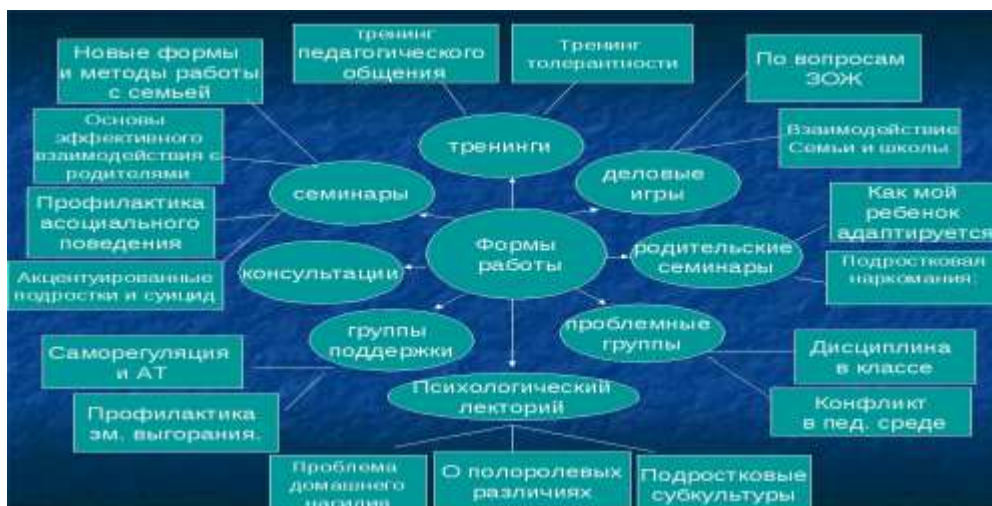 Новые формы
и методы работы
с семьей
тренинг
педагогического
общения
Тренинг
толерантности
По вопросам
ЗОЖ
Основы
эффективного
взаимодействия с
родителями
тренинги
Взаимодействие
Семьи и школы
семинары
деловые
игры
Профилактика
асоциального
поведения
Как мой
ребенок
адаптируется
Формы
работы
родительские
семинары
консультации
Акцентуированные
подростки и суицид
Подростковая
наркомания
группы
поддержки
проблемные
группы
Саморегуляция
и АТ
Дисциплина
в классе
Психологический
лекторий
Профилактика
эм. выгорания.
Конфликт
в пед. среде
Проблема
домашнего
О полоролевых
различиях
Подростковые
субкультуры